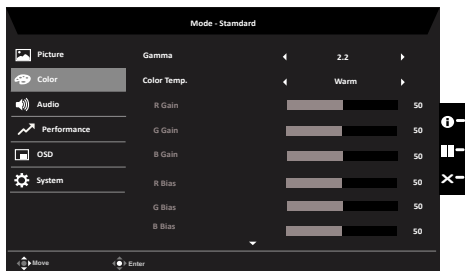 Mode - Standard
Picture
Gamma 2.2
Color
Color Temp. Warm
Audio
R Gain 50
Performance
G Gain 50
OSD
B Gain 50
System
R Bias 50
G Bias 50
B Bias 50
Move Enter